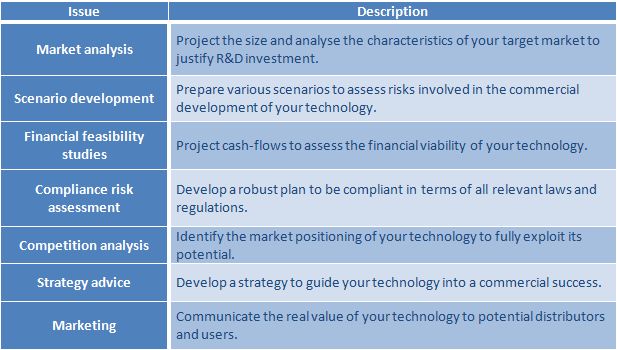 Issue Description
Market analysis
Project the size and analyse the characteristics of your target market to
justify R&D investment.
Scenario development
Prepare various scenarios to assess risks involved in the commercial
development of your technology.
Financial feasibility
studies
Project cash-flows to assess the financial viability of your technology.
Compliance risk
assessment
Develop a robust plan to be compliant in terms of all relevant laws and
regulations.
Competition analysis
Identify the market positioning of your technology to fully exploit its
potential.
Strategy advice
Develop a strategy to guide your technology into a commercial success.
Marketing
Communicate the real value of your technology to potential distributors
and users.